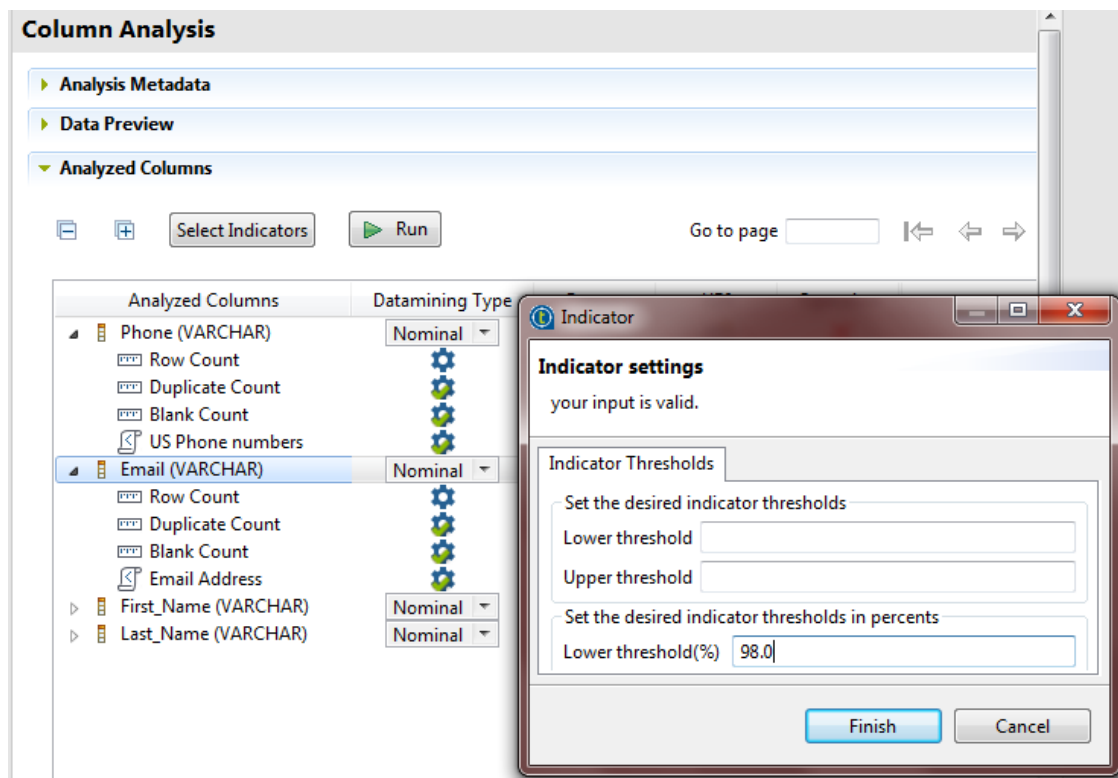 Column Analysis
Analysis Metadata
Data Preview
Analyzed Columns
Select Indicators Run Go to page
Analyzed Columns Datamining Type
Phone (VARCHAR) Nominal
Row Count
Duplicate Count
Blank Count
US Phone numbers
Email (VARCHAR) Nominal
Row Count
Duplicate Count
Blank Count
Email Address
First_Name (VARCHAR) Nominal
Last_Name (VARCHAR) Nominal
Indicator
Indicator settings
your input is valid.
Indicator Thresholds
Set the desired indicator thresholds
Lower threshold
Upper threshold
Set the desired indicator thresholds in percents
Lower threshold(%) 98.0
Finish Cancel